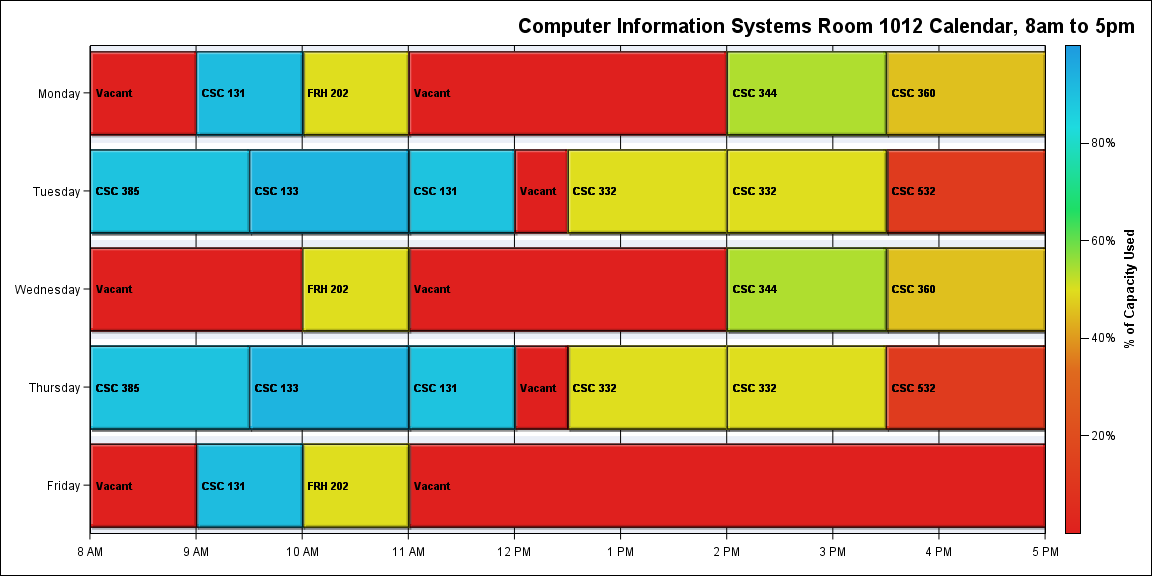 Computer Information Systems Room 1012 Calendar, 8am to 5pm
Monday
Vacant
CSC 131
FRH 202
Vacant
CSC 344
CSC 360
Tuesday
CSC 385
CSC 133
CSC 131
Vacant
CSC 332
CSC 332
CSC 532
Wednesday
Vacant
FRH 202
Vacant
CSC 344
CSC 360
Thursday
CSC 385
CSC 133
CSC 131
Vacant
CSC 332
CSC 332
CSC 532
Friday
Vacant
CSC 131
FRH 202
Vacant
8 AM
9 AM
10 AM
11 AM
12 PM
1 PM
2 PM
3 PM
4 PM
5 PM
80%
60%
40%
20%
% of Capacity Used